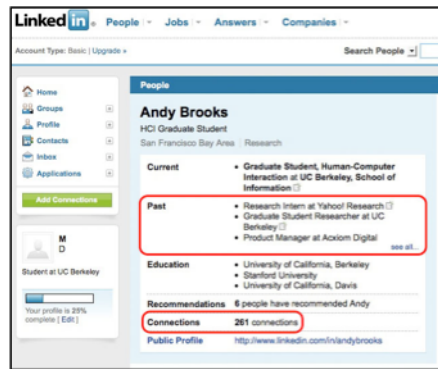 Linked in® People Jobs Answers Companies
Account Type: Basic | Upgrade » Search People
Home
Groups
Profile
Contacts
Inbox
Applications
Add Connections
M
D
Student at UC Berkeley
Your profile is 25%
complete [ Edit ]
People
Andy Brooks
HCI Graduate Student
San Francisco Bay Area | Research
Current • Graduate Student, Human-Computer
Interaction at UC Berkeley, School of
Information
Past • Research Intern at Yahoo! Research
• Graduate Student Researcher at UC
Berkeley
• Product Manager at Acxiom Digital
see all...
Education • University of California, Berkeley
• Stanford University
• University of California, Davis
Recommendations 6 people have recommended Andy
Connections 261 connections
Public Profile http://www.linkedin.com/in/andybrooks